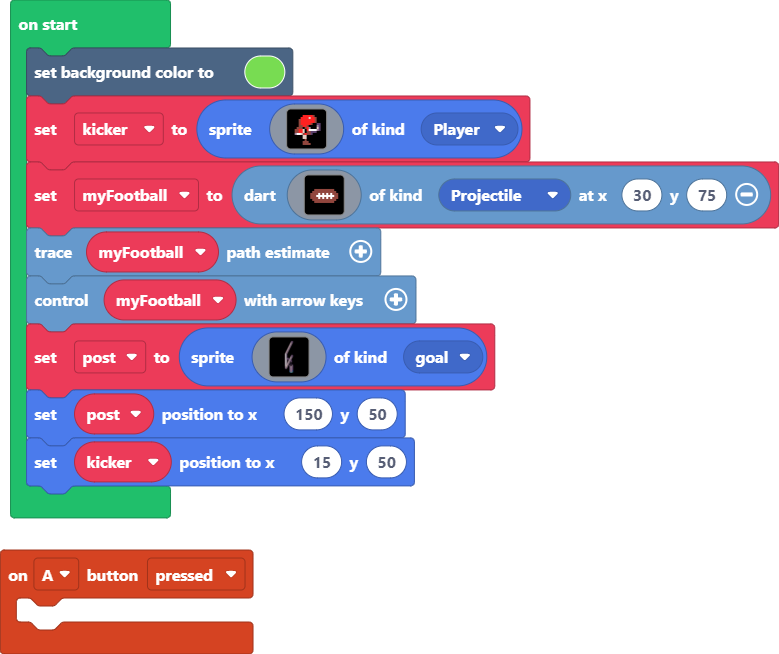 on start
set background color to
set kicker to sprite of kind Player
set myFootball to dart of kind Projectile at x 30 y 75
trace myFootball path estimate
control myFootball with arrow keys
set post to sprite of kind goal
set post position to x 150 y 50
set kicker position to x 15 y 50
on A button pressed